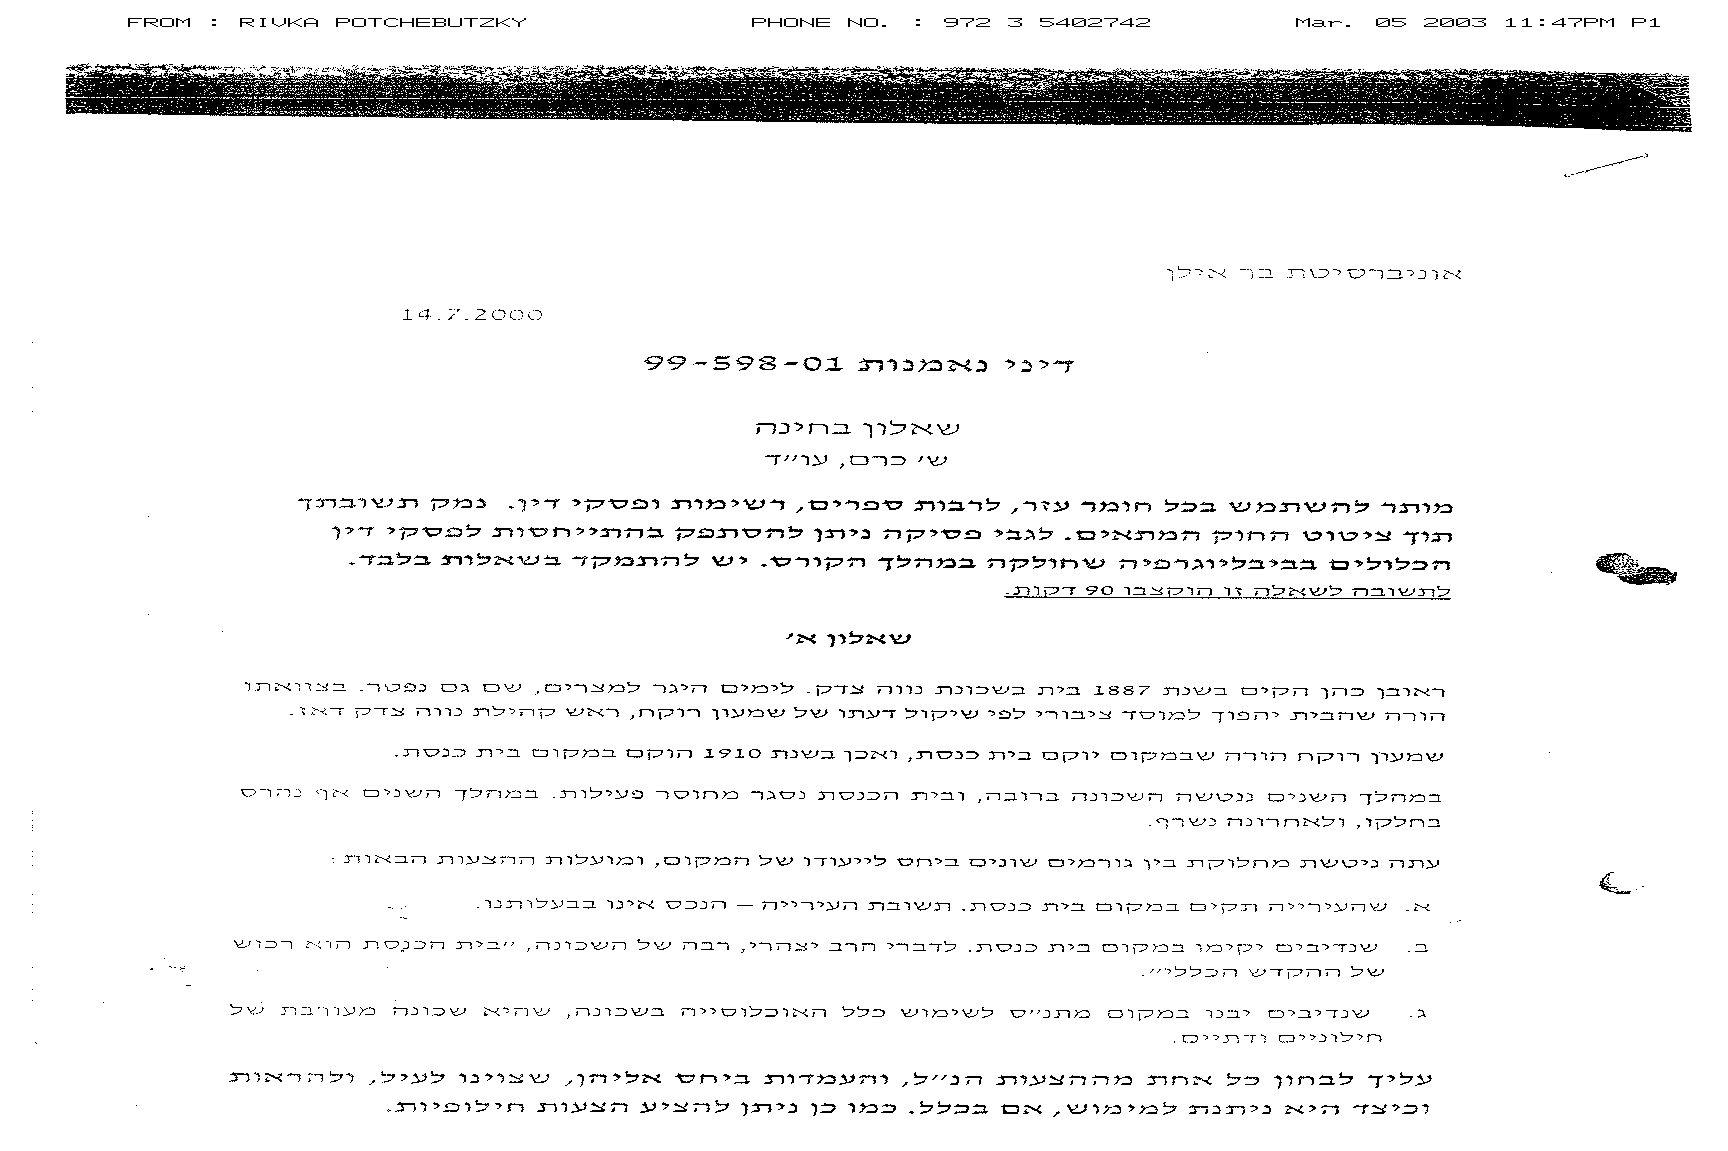 FROM : RIVKA POTCHEBUTZKY PHONE NO. : 972 3 5402742 Mar. 05 2003 11:47PM P1
אוניברסיטת בר אילן
14.7.2000
דיני נאמנות 99-598-01
שאלון בחינה
ש' כרם, עו"ד
מותר להשתמש בכל חומר עזר, לרבות ספרים, רשימות ופסקי דין. נמק תשובתך
תוך ציטוט החוק המתאים. לגבי פסיקה ניתן להסתפק בהתייחסות לפסקי דין
הכלולים בביבליוגרפיה שחולקה במהלך הקורס. יש להתמקד בשאלות בלבד.
לתשובה לשאלה זו הוקצבו 90 דקות.
שאלון א'
ראובן כהן הקים בשנת 1887 בית בשכונת נווה צדק. לימים היגר למצרים, שם גם נפטר. בצוואתו
הורה שהבית יהפוך למוסד ציבורי לפי שיקול דעתו של שמעון רוקח, ראש קהילת נווה צדק דאז.
שמעון רוקח הורה שבמקום יוקם בית כנסת, ואכן בשנת 1910 הוקם במקום בית כנסת.
במהלך השנים ננטשה השכונה ברובה, ובית הכנסת נסגר מחוסר פעילות. במהלך השנים אף נהרס
בחלקו, ולאחרונה נשרף.
עתה ניטשת מחלוקת בין גורמים שונים ביחס לייעודו של המקום, ומועלות ההצעות הבאות:
א. שהעירייה תקים במקום בית כנסת. תשובת העירייה – הנכס אינו בבעלותנו.
ב. שנדיבים יקימו במקום בית כנסת. לדברי הרב יצהרי, רבה של השכונה, "בית הכנסת הוא רכוש
של ההקדש הכללי".
ג. שנדיבים יבנו במקום מתנ"ס לשימוש כלל האוכלוסייה בשכונה, שהיא שכונה מעורבת של
חילוניים ודתיים.
עליך לבחון כל אחת מההצעות הנ"ל, והעמדות ביחס אליהן, שצוינו לעיל, ולהראות
וכיצד היא ניתנת למימוש, אם בכלל. כמו כן ניתן להציע הצעות חילופיות.